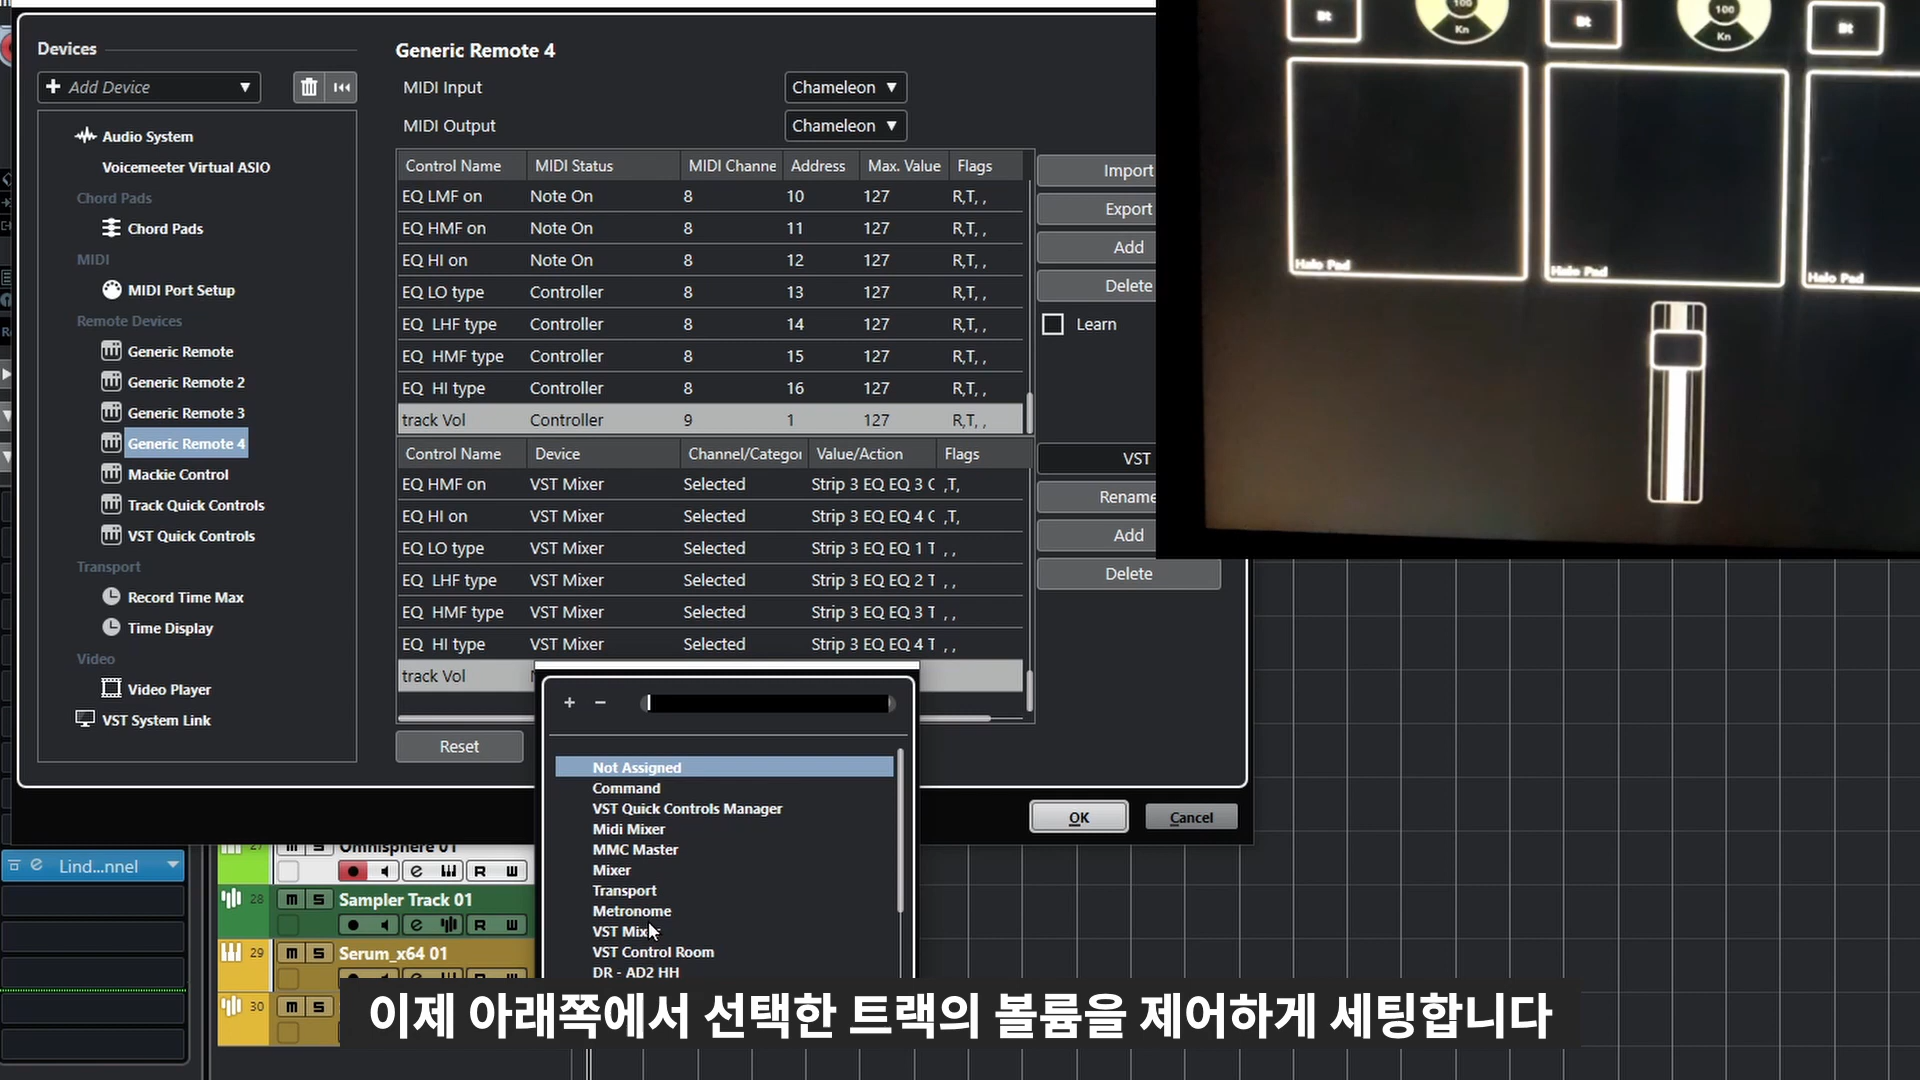 Devices
Add Device
Audio System
Voicemeeter Virtual ASIO
Chord Pads
Chord Pads
MIDI
MIDI Port Setup
Remote Devices
Generic Remote
Generic Remote 2
Generic Remote 3
Generic Remote 4
Mackie Control
Track Quick Controls
VST Quick Controls
Transport
Record Time Max
Time Display
Video
Video Player
VST System Link
Generic Remote 4
MIDI Input Chameleon
MIDI Output Chameleon
Control Name MIDI Status MIDI Channe Address Max. Value Flags
EQ LMF on Note On 8 10 127 R,T, ,
EQ HMF on Note On 8 11 127 R,T, ,
EQ HI on Note On 8 12 127 R,T, ,
EQ LO type Controller 8 13 127 R,T, ,
EQ LHF type Controller 8 14 127 R,T, ,
EQ HMF type Controller 8 15 127 R,T, ,
EQ HI type Controller 8 16 127 R,T, ,
track Vol Controller 9 1 127 R,T, ,
Import
Export
Add
Delete
Learn
Control Name Device Channel/Categor Value/Action Flags
EQ HMF on VST Mixer Selected Strip 3 EQ EQ 3 C ,T,
EQ HI on VST Mixer Selected Strip 3 EQ EQ 4 C ,T,
EQ LO type VST Mixer Selected Strip 3 EQ EQ 1 T , ,
EQ LHF type VST Mixer Selected Strip 3 EQ EQ 2 T , ,
EQ HMF type VST Mixer Selected Strip 3 EQ EQ 3 T , ,
EQ HI type VST Mixer Selected Strip 3 EQ EQ 4 T , ,
track Vol
VST
Rename
Add
Delete
Reset
Not Assigned
Command
VST Quick Controls Manager
Midi Mixer
MMC Master
Mixer
Transport
Metronome
VST Mix
VST Control Room
DR - AD2 HH
OK
Cancel
Bt 100 Kn Bt 100 Kn Bt
Halo Pad
Halo Pad
Halo Pad
Lind...nnel
27 m S Omnisphere 01
e R W
28 m S Sampler Track 01
e R W
29 m S Serum_x64 01
30 m S
이제 아래쪽에서 선택한 트랙의 볼륨을 제어하게 세팅합니다